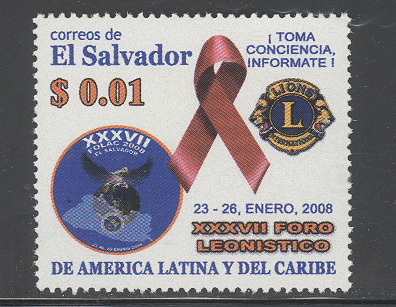 correos de
El Salvador
$ 0.01
¡ TOMA
CONCIENCIA,
INFORMATE !
LIONS
L
INTERNATIONAL
XXXVII
FOLAC 2008
EL SALVADOR
23 - 26, ENERO, 2008
XXXVII FORO
LEONISTICO
DE AMERICA LATINA Y DEL CARIBE